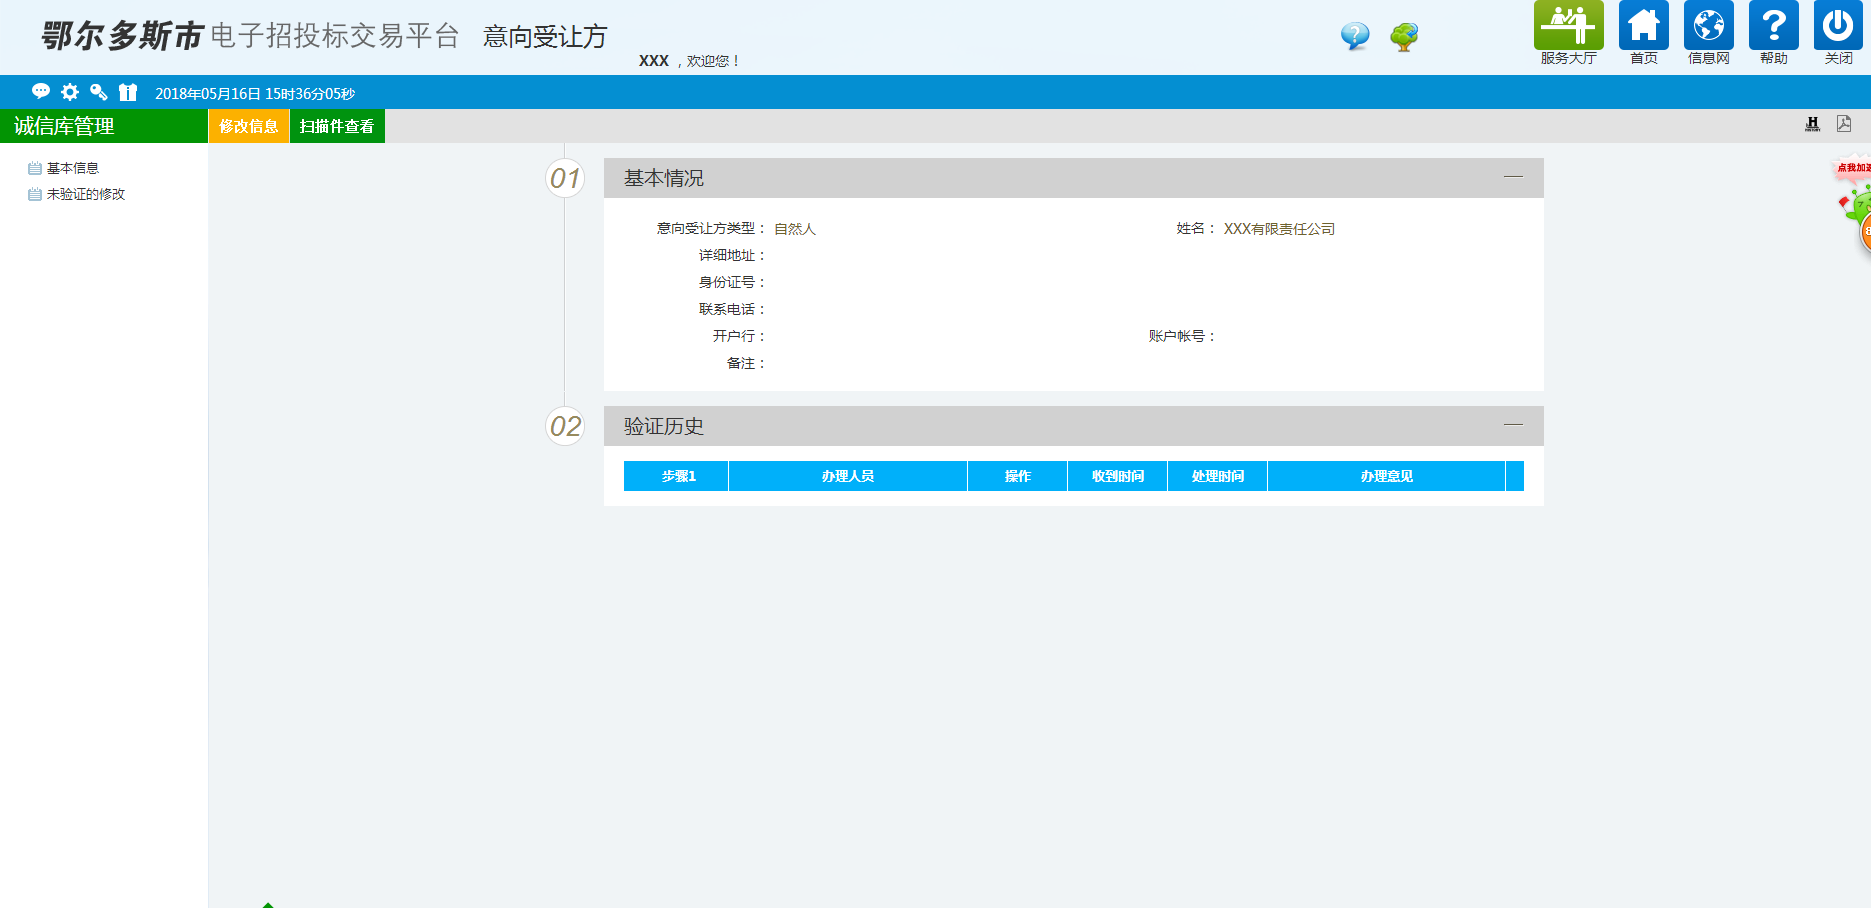 鄂尔多斯市 电子招投标交易平台 意向受让方
XXX ，欢迎您！
服务大厅 首页 信息网 帮助 关闭
2018年05月16日 15时36分05秒
诚信库管理 修改信息 扫描件查看
基本信息
未验证的修改
01 基本情况
意向受让方类型： 自然人 姓名： XXX有限责任公司
详细地址：
身份证号：
联系电话：
开户行： 账户帐号：
备注：
02 验证历史
步骤1 办理人员 操作 收到时间 处理时间 办理意见
点我加速